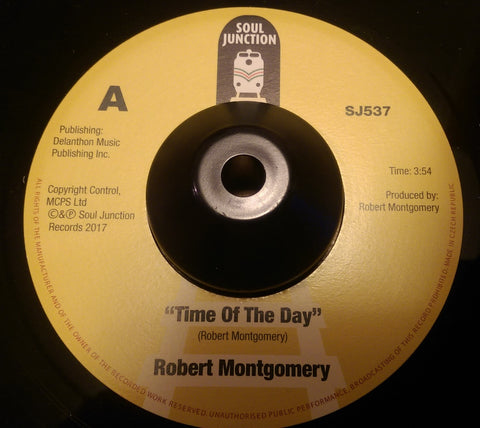 SOUL
JUNCTION
A
SJ537
Publishing:
Delanthon Music
Publishing Inc.
Time: 3:54
Copyright Control,
MCPS Ltd
©&℗ Soul Junction
Records 2017
Produced by:
Robert Montgomery
"Time Of The Day"
(Robert Montgomery)
Robert Montgomery
ALL RIGHTS OF THE MANUFACTURER AND OF THE OWNER OF THE RECORDED WORK RESERVED. UNAUTHORISED PUBLIC PERFORMANCE, BROADCASTING OF THIS RECORD PROHIBITED. MADE IN CZECH REPUBLIC